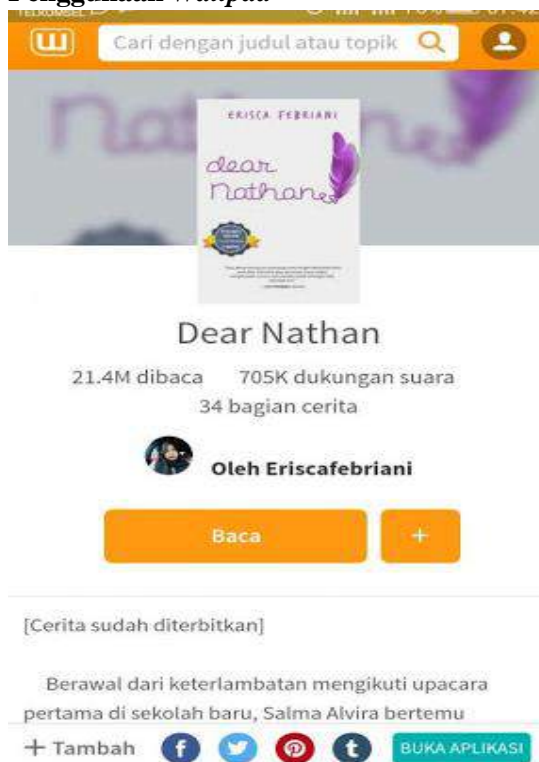 Penggunaan Wattpad
TELKOMSEL
Cari dengan judul atau topik
ERISCA FEBRIANI
dear
nathan
Dear Nathan
21.4M dibaca 705K dukungan suara
34 bagian cerita
Oleh Eriscafebriani
Baca
+
[Cerita sudah diterbitkan]
Berawal dari keterlambatan mengikuti upacara
pertama di sekolah baru, Salma Alvira bertemu
+ Tambah
BUKA APLIKASI